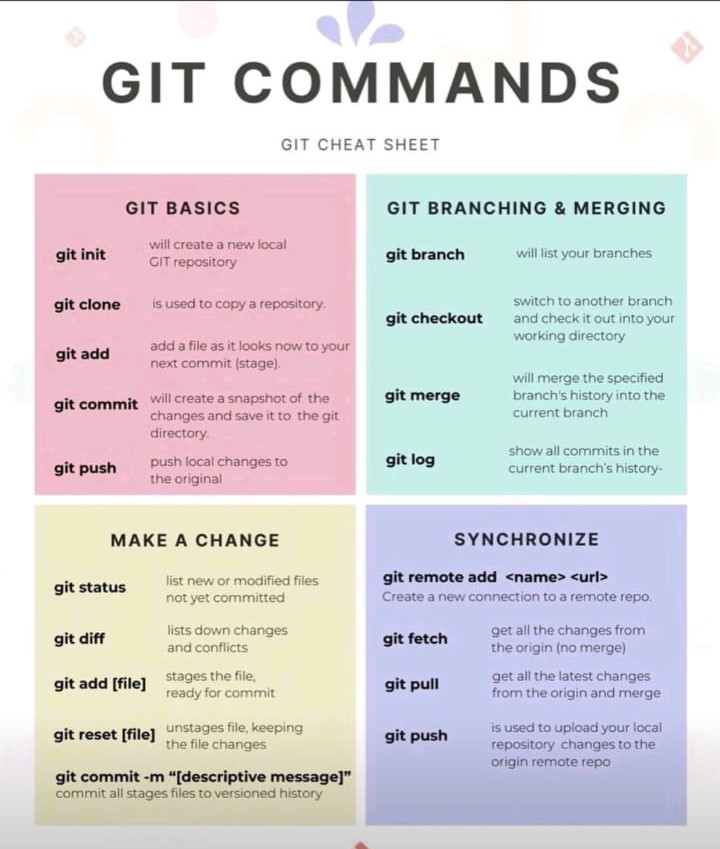 GIT COMMANDS
GIT CHEAT SHEET
GIT BASICS
git init
will create a new local
GIT repository
git clone
is used to copy a repository.
git add
add a file as it looks now to your
next commit (stage).
git commit
will create a snapshot of the
changes and save it to the git
directory.
git push
push local changes to
the original
GIT BRANCHING & MERGING
git branch
will list your branches
git checkout
switch to another branch
and check it out into your
working directory
git merge
will merge the specified
branch's history into the
current branch
git log
show all commits in the
current branch's history-
MAKE A CHANGE
git status
list new or modified files
not yet committed
git diff
lists down changes
and conflicts
git add [file]
stages the file,
ready for commit
git reset [file]
unstages file, keeping
the file changes
git commit -m “[descriptive message]”
commit all stages files to versioned history
SYNCHRONIZE
git remote add <name> <url>
Create a new connection to a remote repo.
git fetch
get all the changes from
the origin (no merge)
git pull
get all the latest changes
from the origin and merge
git push
is used to upload your local
repository changes to the
origin remote repo